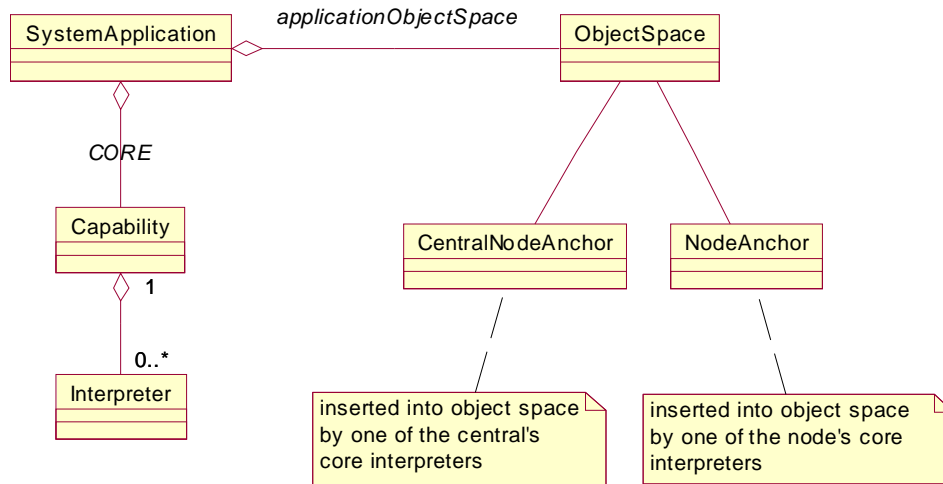 applicationObjectSpace
SystemApplication
ObjectSpace
CORE
Capability
1
0..*
Interpreter
CentralNodeAnchor
NodeAnchor
inserted into object space
by one of the central's
core interpreters
inserted into object space
by one of the node's core
interpreters